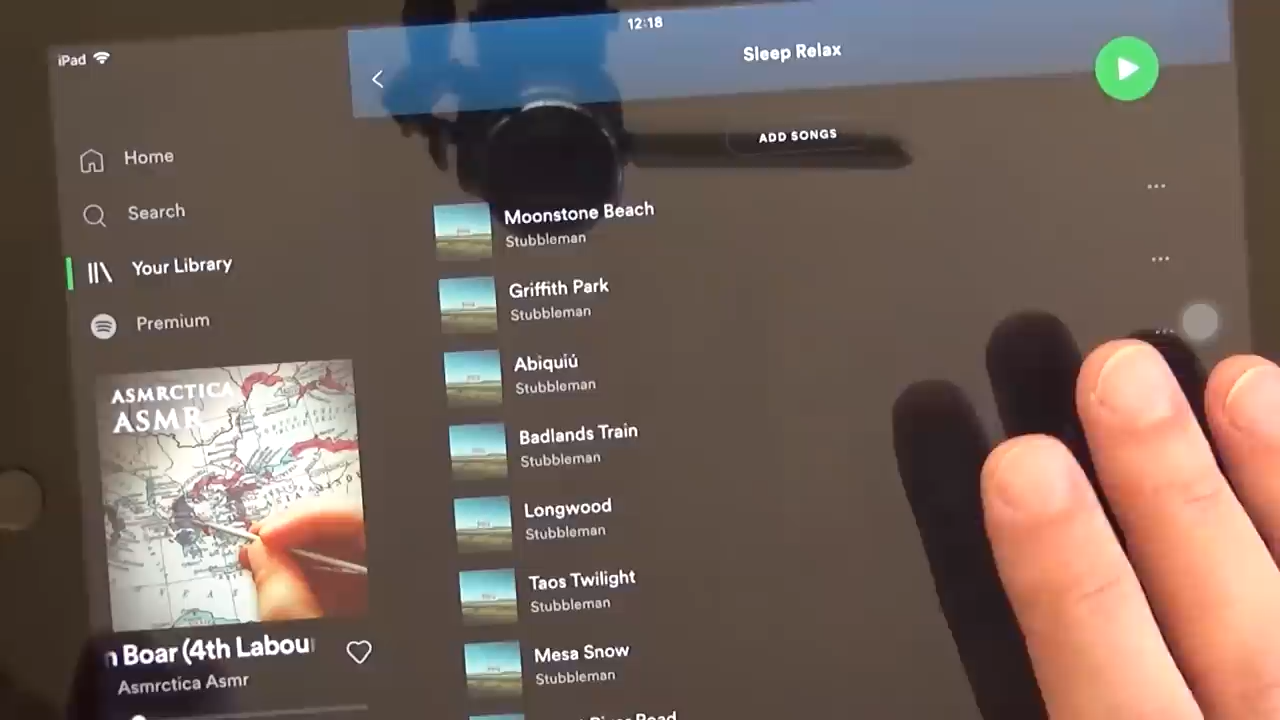 iPad
12:18
Sleep Relax
ADD SONGS
Home
Search
Your Library
Premium
ASMRCTICA
ASMR
Boar (4th Labou
Asmrctica Asmr
Moonstone Beach
Stubbleman
Griffith Park
Stubbleman
Abiquiú
Stubbleman
Badlands Train
Stubbleman
Longwood
Stubbleman
Taos Twilight
Stubbleman
Mesa Snow
Stubbleman
Road